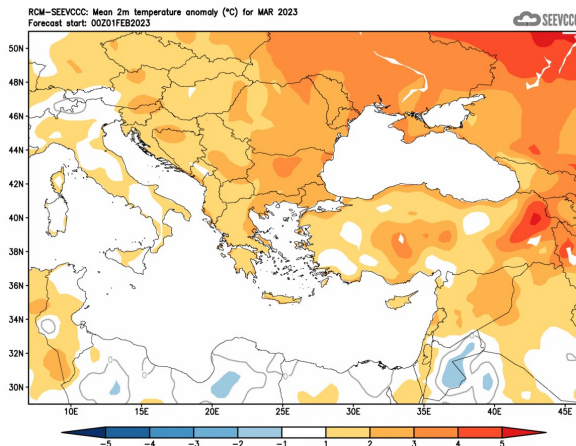 RCM-SEEVCCC: Mean 2m temperature anomaly (°C) for MAR 2023
Forecast start: 00Z01FEB2023
SEEVCCC
50N
48N
46N
44N
42N
40N
38N
36N
34N
32N
30N
10E 15E 20E 25E 30E 35E 40E 45E
-5 -4 -3 -2 -1 1 2 3 4 5